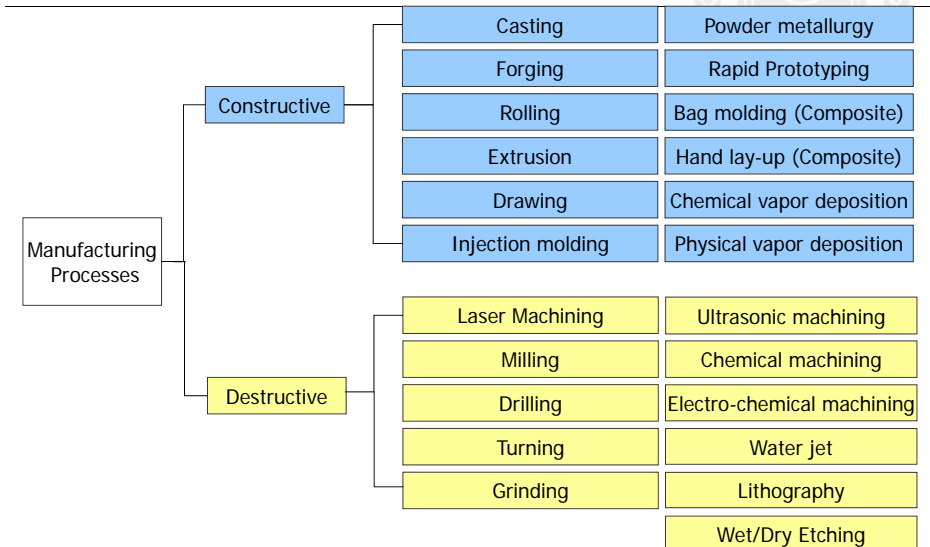 Manufacturing
Processes
Constructive
Casting
Powder metallurgy
Forging
Rapid Prototyping
Rolling
Bag molding (Composite)
Extrusion
Hand lay-up (Composite)
Drawing
Chemical vapor deposition
Injection molding
Physical vapor deposition
Destructive
Laser Machining
Ultrasonic machining
Milling
Chemical machining
Drilling
Electro-chemical machining
Turning
Water jet
Grinding
Lithography
Wet/Dry Etching